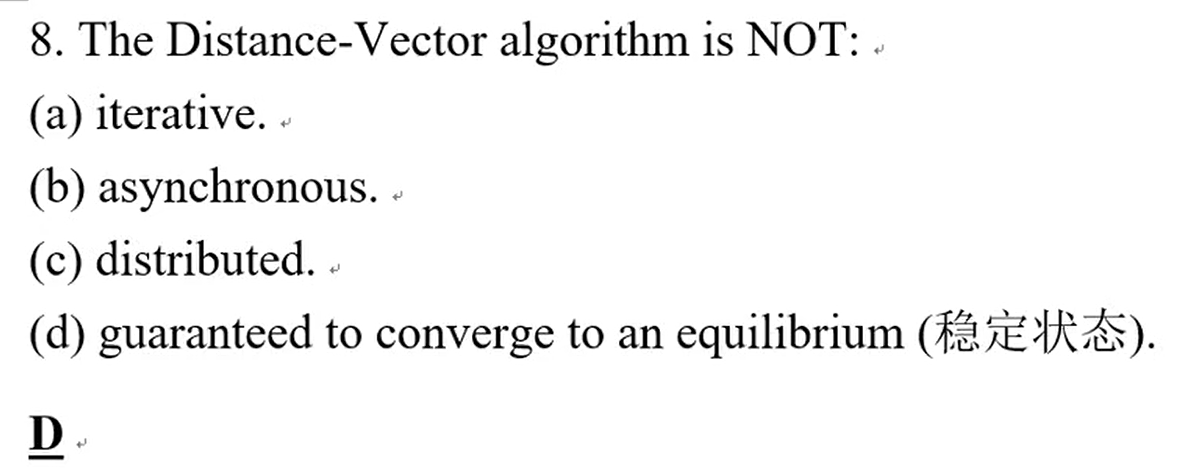 8. The Distance-Vector algorithm is NOT:
(a) iterative.
(b) asynchronous.
(c) distributed.
(d) guaranteed to converge to an equilibrium (稳定状态).
D